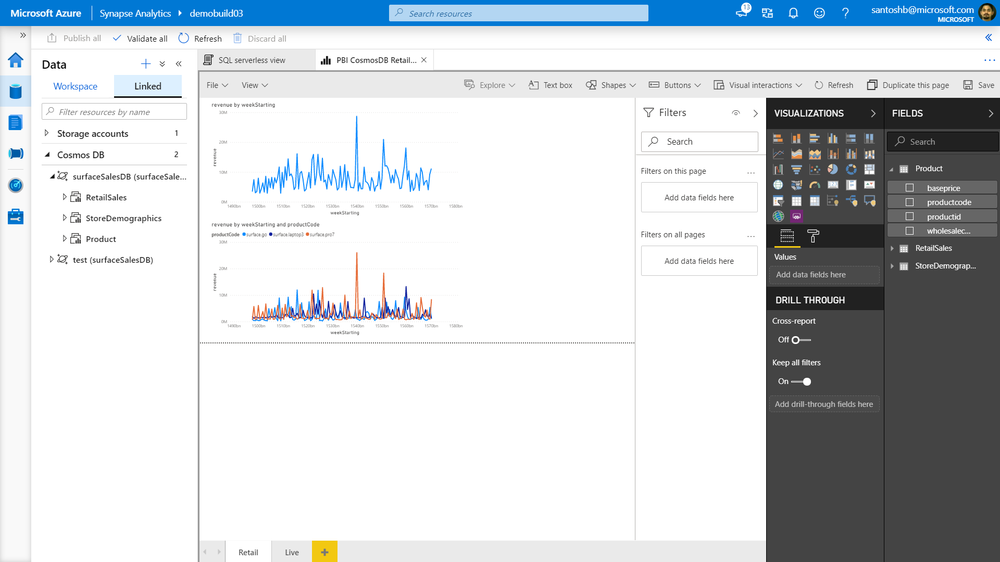 Microsoft Azure
Synapse Analytics
demobuild03
Search resources
13
santoshb@microsoft.com
MICROSOFT
Publish all
Validate all
Refresh
Discard all
Data
Workspace
Linked
Filter resources by name
Storage accounts 1
Cosmos DB 2
surfaceSalesDB (surfaceSale...
RetailSales
StoreDemographics
Product
test (surfaceSalesDB)
SQL serverless view
PBI CosmosDB Retail...
File
View
Explore
Text box
Shapes
Buttons
Visual interactions
Refresh
Duplicate this page
Save
revenue by weekStarting
30M
20M
10M
0M
revenue
1490bn 1500bn 1510bn 1520bn 1530bn 1540bn 1550bn 1560bn 1570bn 1580bn
weekStarting
revenue by weekStarting and productCode
productCode surface.go surface.laptop3 surface.pro7
30M
20M
10M
0M
revenue
1490bn 1500bn 1510bn 1520bn 1530bn 1540bn 1550bn 1560bn 1570bn 1580bn
weekStarting
Retail
Live
Filters
Search
Filters on this page ...
Add data fields here
Filters on all pages ...
Add data fields here
VISUALIZATIONS
123
Values
Add data fields here
DRILL THROUGH
Cross-report
Off
Keep all filters
On
Add drill-through fields here
FIELDS
Search
Product
baseprice
productcode
productid
wholesalec...
RetailSales
StoreDemograp...